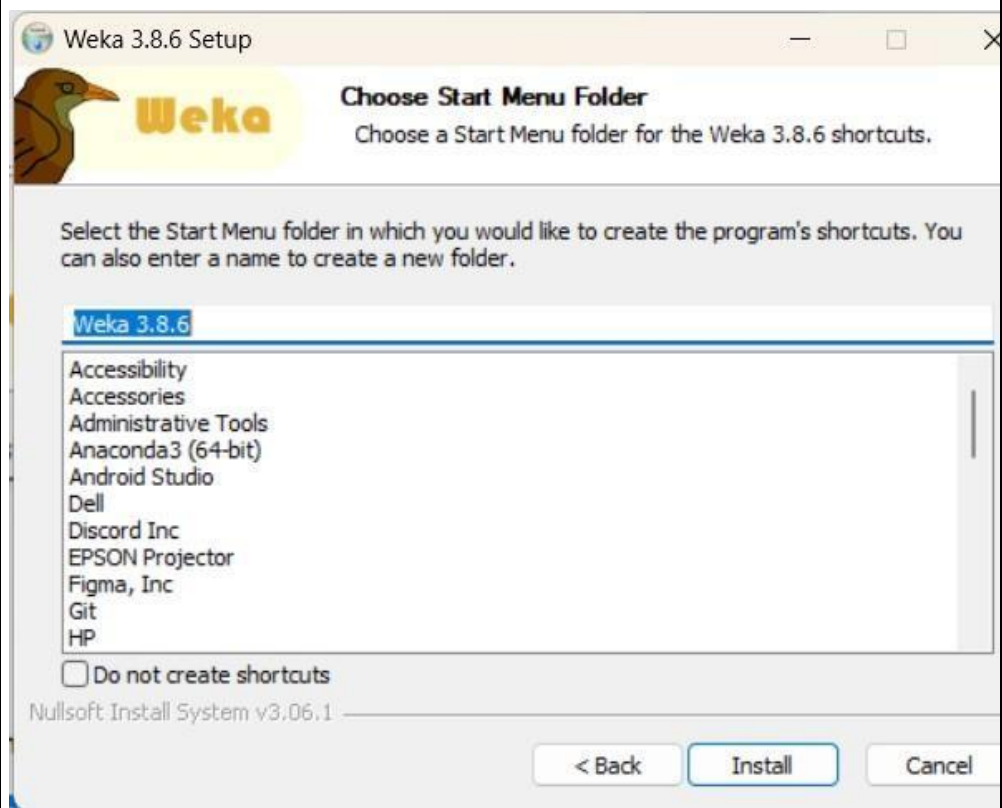 Weka 3.8.6 Setup
Weka
Choose Start Menu Folder
Choose a Start Menu folder for the Weka 3.8.6 shortcuts.
Select the Start Menu folder in which you would like to create the program's shortcuts. You
can also enter a name to create a new folder.
Weka 3.8.6
Accessibility
Accessories
Administrative Tools
Anaconda3 (64-bit)
Android Studio
Dell
Discord Inc
EPSON Projector
Figma, Inc
Git
HP
Do not create shortcuts
Nullsoft Install System v3.06.1
< Back Install Cancel